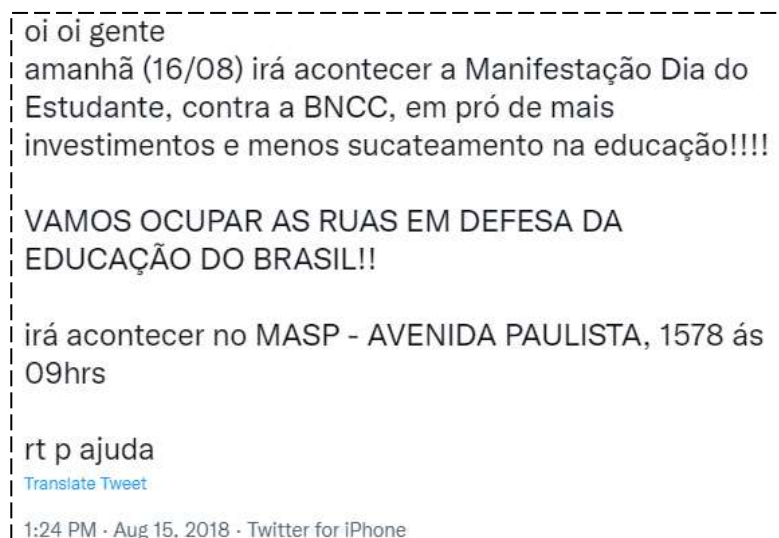 oi oi gente
amanhã (16/08) irá acontecer a Manifestação Dia do
Estudante, contra a BNCC, em pró de mais
investimentos e menos sucateamento na educação!!!!
VAMOS OCUPAR AS RUAS EM DEFESA DA
EDUCAÇÃO DO BRASIL!!
irá acontecer no MASP - AVENIDA PAULISTA, 1578 ás
09hrs
rt p ajuda
Translate Tweet
1:24 PM · Aug 15, 2018 · Twitter for iPhone